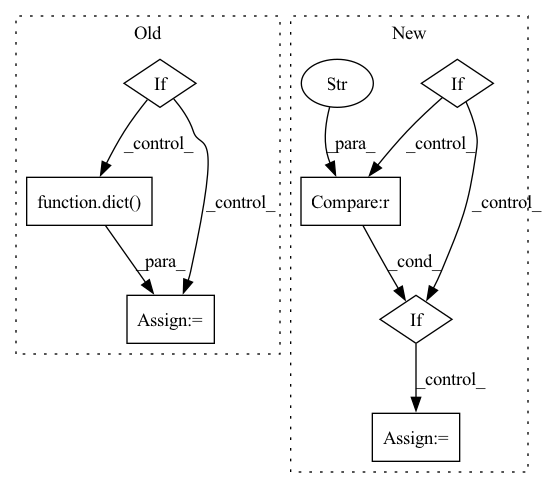 Old
New
If
Str
If
_control_
_para_
_control_
function.dict()
_control_
Compare:r
_control_
_para_
_cond_
Assign:=
If
_control_
Assign:=